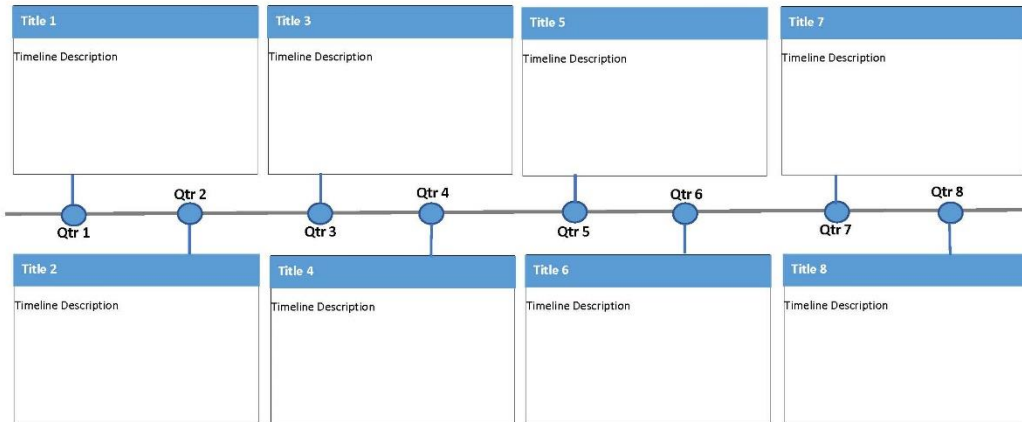 Title 1
Title 3
Title 5
Title 7
Timeline Description
Timeline Description
Timeline Description
Timeline Description
Qtr 2
Qtr 4
Qtr 6
Qtr 8
Qtr 1
Qtr 3
Qtr 5
Qtr 7
Title 2
Title 4
Title 6
Title 8
Timeline Description
Timeline Description
Timeline Description
Timeline Description